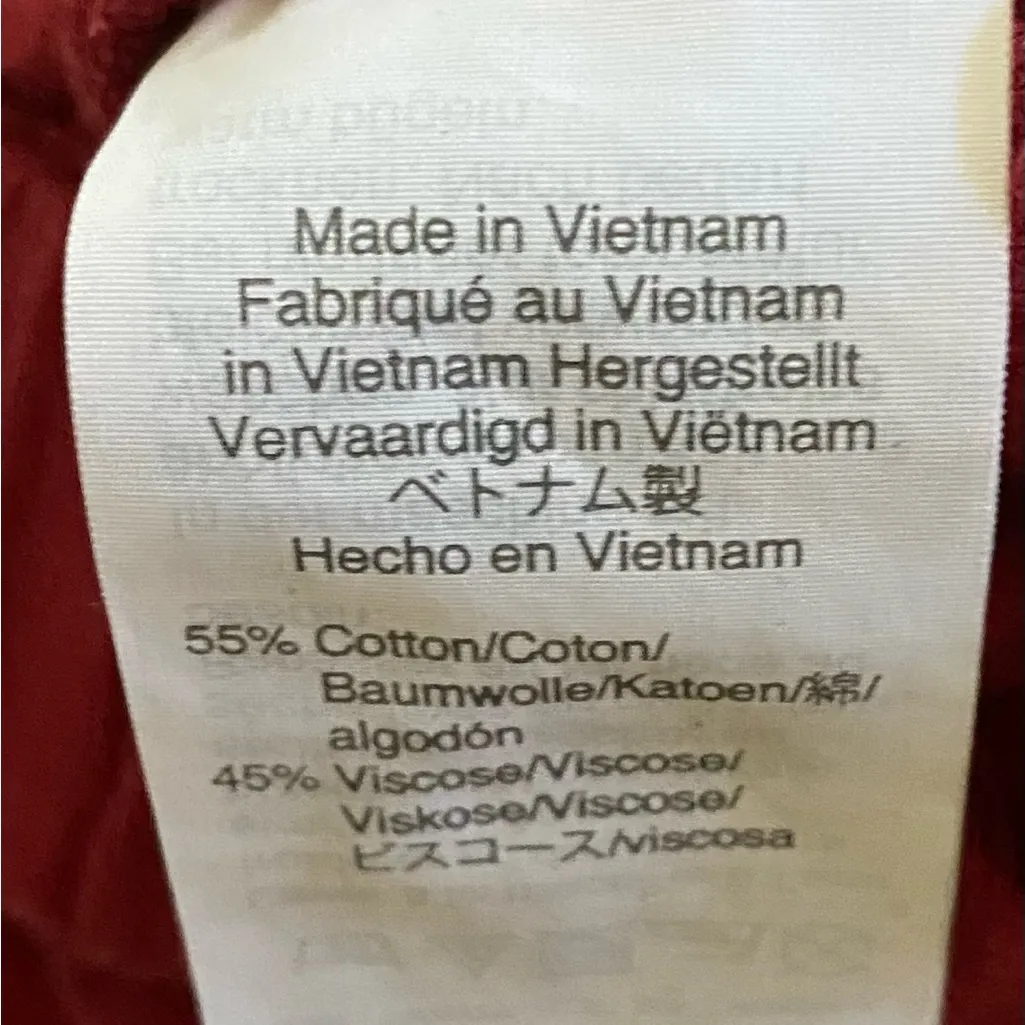 Made in Vietnam
Fabriqué au Vietnam
in Vietnam Hergestellt
Vervaardigd in Viëtnam
ベトナム製
Hecho en Vietnam
55% Cotton/Coton/
Baumwolle/Katoen/綿/
algodón
45% Viscose/Viscose/
Viskose/Viscose/
ビスコース/viscosa